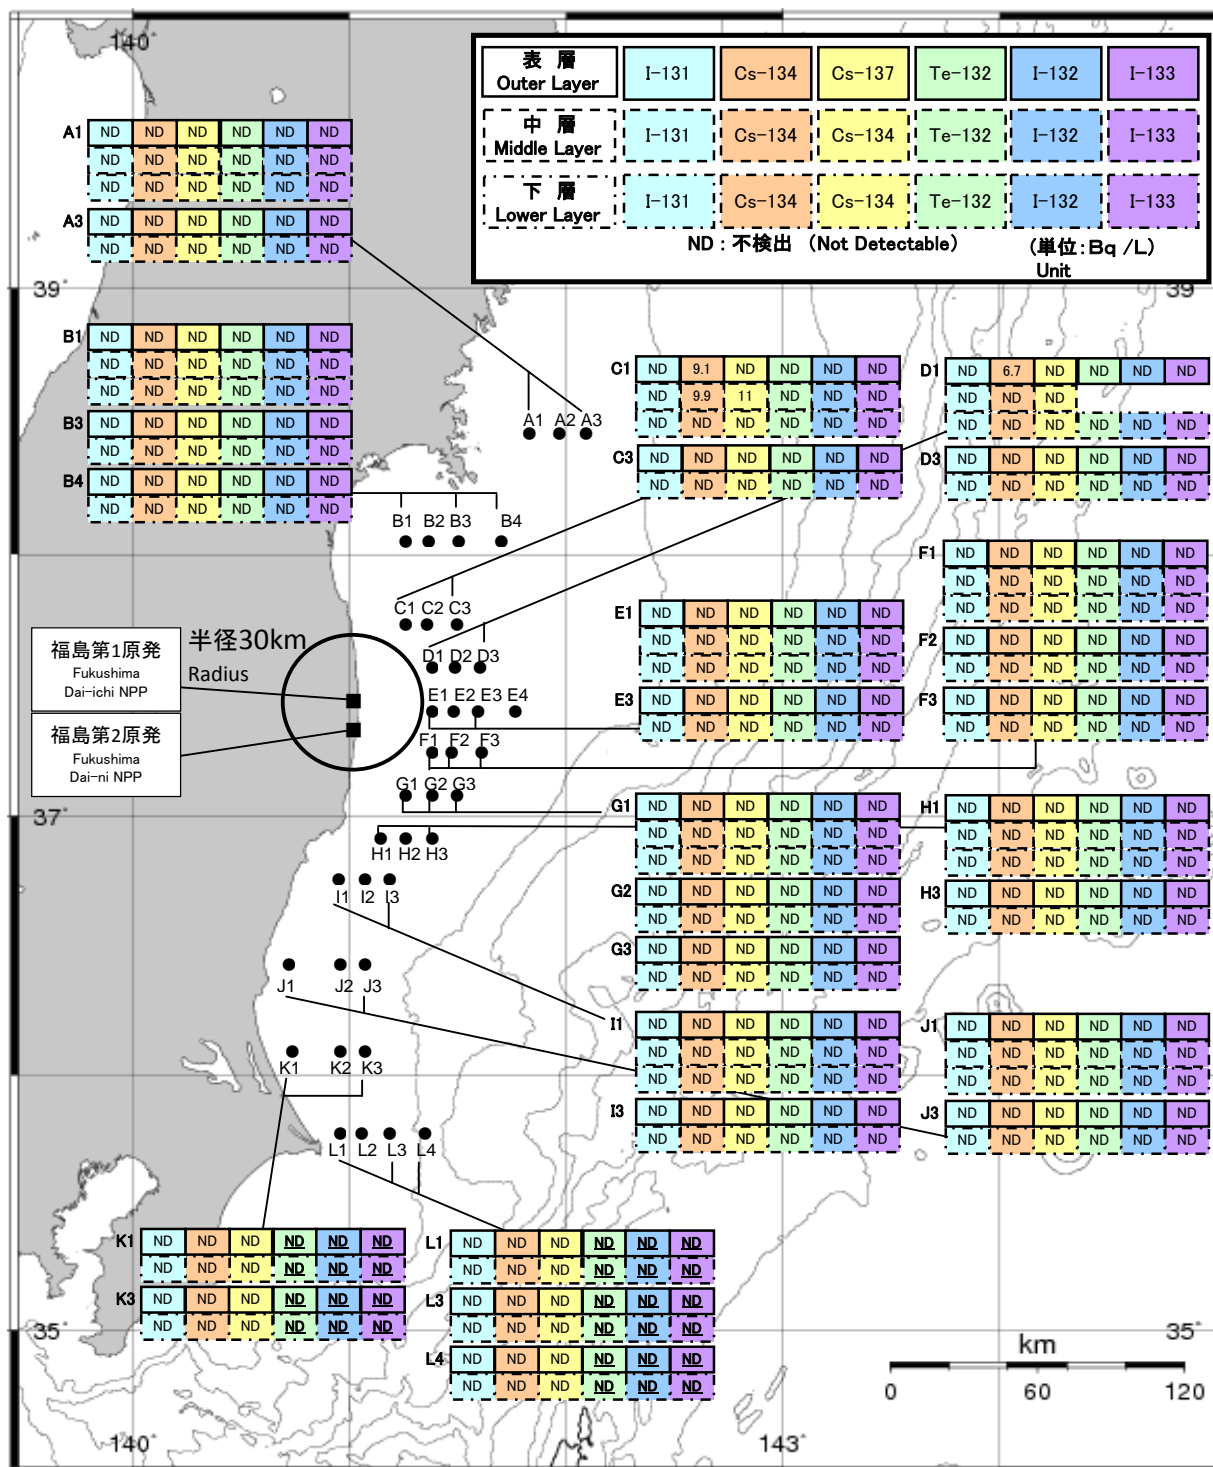 140°
表 層
Outer Layer
I-131 Cs-134 Cs-137 Te-132 I-132 I-133
中 層
Middle Layer
I-131 Cs-134 Cs-134 Te-132 I-132 I-133
下 層
Lower Layer
I-131 Cs-134 Cs-134 Te-132 I-132 I-133
ND：不検出 （Not Detectable） (単位:Bq /L)
Unit
A1 ND ND ND ND ND ND
ND ND ND ND ND ND
ND ND ND ND ND ND
A3 ND ND ND ND ND ND
ND ND ND ND ND ND
39° 39
B1 ND ND ND ND ND ND
ND ND ND ND ND ND
ND ND ND ND ND ND
B3 ND ND ND ND ND ND
ND ND ND ND ND ND
B4 ND ND ND ND ND ND
ND ND ND ND ND ND
C1 ND 9.1 ND ND ND ND
ND 9.9 11 ND ND ND
ND ND ND ND ND ND
C3 ND ND ND ND ND ND
ND ND ND ND ND ND
D1 ND 6.7 ND ND ND ND
ND ND ND
ND ND ND ND ND ND
D3 ND ND ND ND ND ND
ND ND ND ND ND ND
A1 A2 A3
B1 B2 B3 B4
C1 C2 C3
D1 D2 D3
E1 E2 E3 E4
F1 F2 F3
G1 G2 G3
H1 H2 H3
I1 I2 I3
J1 J2 J3
K1 K2 K3
L1 L2 L3 L4
福島第1原発
Fukushima
Dai-ichi NPP
半径30km
Radius
福島第2原発
Fukushima
Dai-ni NPP
37°
E1 ND ND ND ND ND ND
ND ND ND ND ND ND
ND ND ND ND ND ND
E3 ND ND ND ND ND ND
ND ND ND ND ND ND
F1 ND ND ND ND ND ND
ND ND ND ND ND ND
ND ND ND ND ND ND
F2 ND ND ND ND ND ND
ND ND ND ND ND ND
F3 ND ND ND ND ND ND
ND ND ND ND ND ND
G1 ND ND ND ND ND ND
ND ND ND ND ND ND
ND ND ND ND ND ND
G2 ND ND ND ND ND ND
ND ND ND ND ND ND
G3 ND ND ND ND ND ND
ND ND ND ND ND ND
H1 ND ND ND ND ND ND
ND ND ND ND ND ND
ND ND ND ND ND ND
H3 ND ND ND ND ND ND
ND ND ND ND ND ND
I1 ND ND ND ND ND ND
ND ND ND ND ND ND
ND ND ND ND ND ND
I3 ND ND ND ND ND ND
ND ND ND ND ND ND
J1 ND ND ND ND ND ND
ND ND ND ND ND ND
ND ND ND ND ND ND
J3 ND ND ND ND ND ND
ND ND ND ND ND ND
K1 ND ND ND ND ND ND
ND ND ND ND ND ND
K3 ND ND ND ND ND ND
ND ND ND ND ND ND
L1 ND ND ND ND ND ND
ND ND ND ND ND ND
L3 ND ND ND ND ND ND
ND ND ND ND ND ND
L4 ND ND ND ND ND ND
ND ND ND ND ND ND
35° 35°
km
0 60 120
140° 143°